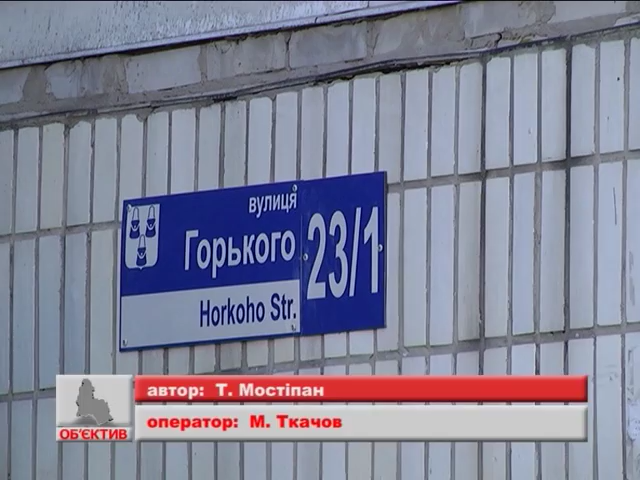 вулиця
Горького
23/1
Horkoho Str.
автор: Т. Мостіпан
оператор: М. Ткачов
ОБ'ЄКТИВ